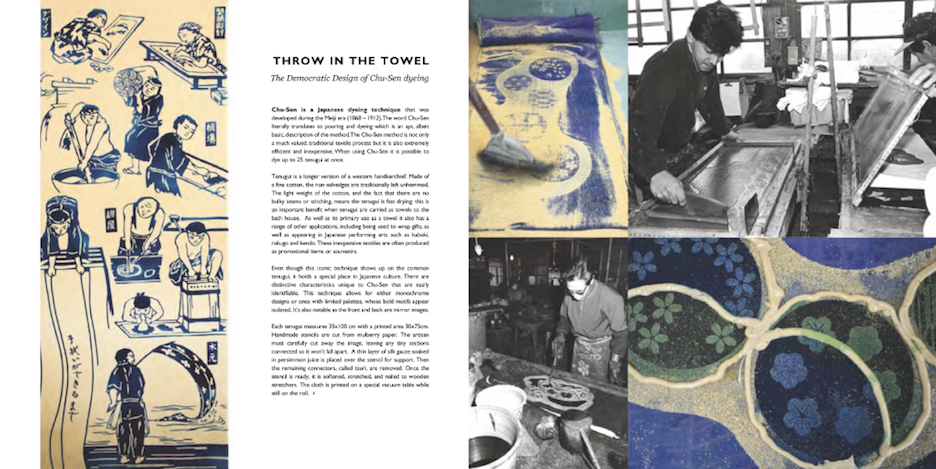 デザイン
手拭いができるまで
水元
THROW IN THE TOWEL
The Democratic Design of Chu-Sen dyeing
Chu-Sen is a Japanese dyeing technique that was
developed during the Meiji era (1868 – 1912). The word Chu-Sen
literally translates to pouring and dyeing which is an apt, albeit
basic, description of the method. The Chu-Sen method is not only
a much valued, traditional textile process but it is also extremely
efficient and inexpensive. When using Chu-Sen it is possible to
dye up to 25 tenugui at once.
Tenugui is a longer version of a western handkerchief. Made of
a fine cotton, the non-selvedges are traditionally left unhemmed.
The light weight of the cotton, and the fact that there are no
bulky seams or stitching, means the tenugui is fast drying: this is
an important benefit when tenugui are carried as towels to the
bath house. As well as its primary use as a towel it also has a
range of other applications, including being used to wrap gifts, as
well as appearing in Japanese performing arts such as kabuki,
rakugo and kendo. These inexpensive textiles are often produced
as promotional items or souvenirs.
Even though this iconic technique shows up on the common
tenugui, it holds a special place in Japanese culture. There are
distinctive characteristics unique to Chu-Sen that are easily
identifiable. This technique allows for either monochrome
designs or ones with limited palettes, whose bold motifs appear
isolated. It's also notable as the front and back are mirror images.
Each tenugui measures 35x100 cm with a printed area 30x75cm.
Handmade stencils are cut from mulberry paper. The artisan
must carefully cut away the image, leaving any tiny sections
connected so it won't fall apart. A thin layer of silk gauze soaked
in persimmon juice is placed over the stencil for support. Then
the remaining connectors, called tsuri, are removed. Once the
stencil is ready, it is softened, stretched, and nailed to wooden
stretchers. The cloth is printed on a special vacuum table while
still on the roll.